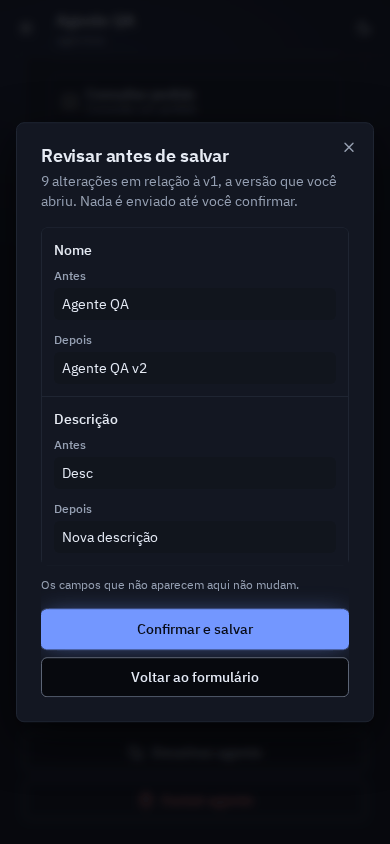 Revisar antes de salvar
9 alterações em relação à v1, a versão que você
abriu. Nada é enviado até você confirmar.
Nome
Antes
Agente QA
Depois
Agente QA v2
Descrição
Antes
Desc
Depois
Nova descrição
Os campos que não aparecem aqui não mudam.
Confirmar e salvar
Voltar ao formulário